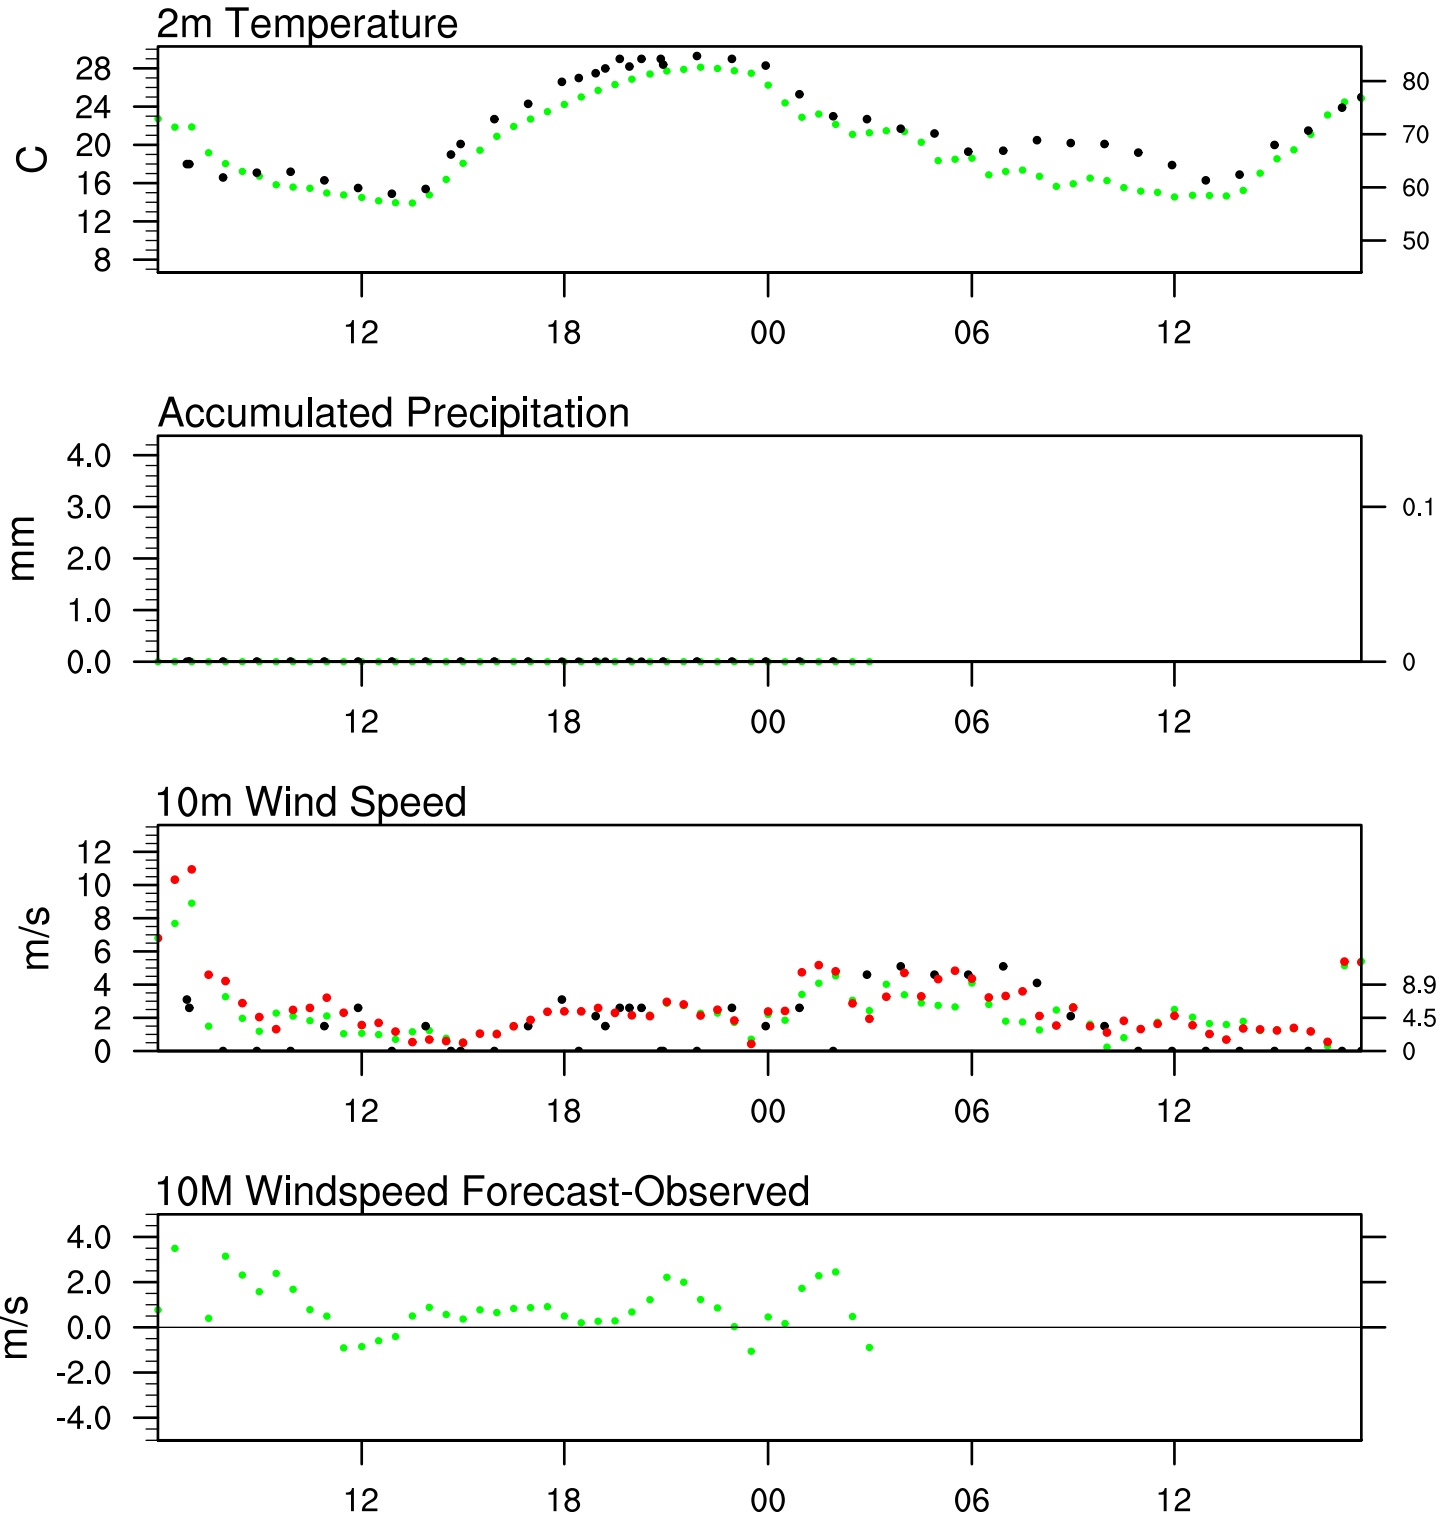 2m Temperature
28
24
20
16
12
8
C
80
70
60
50
12 18 00 06 12
Accumulated Precipitation
4.0
3.0
2.0
1.0
0.0
mm
0.1
0
12 18 00 06 12
10m Wind Speed
12
10
8
6
4
2
0
m/s
8.9
4.5
0
12 18 00 06 12
10M Windspeed Forecast-Observed
4.0
2.0
0.0
-2.0
-4.0
m/s
12 18 00 06 12